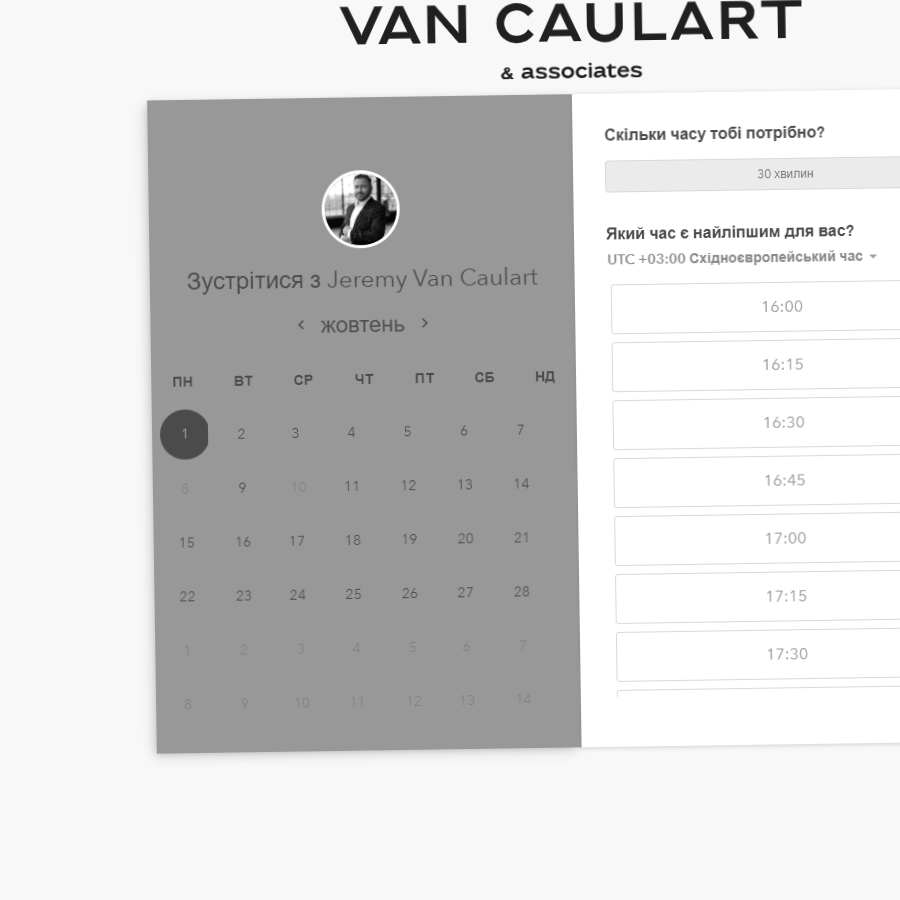 VAN CAULART
& associates
Зустрітися з Jeremy Van Caulart
жовтень
ПН ВТ СР ЧТ ПТ СБ НД
1 2 3 4 5 6 7
8 9 10 11 12 13 14
15 16 17 18 19 20 21
22 23 24 25 26 27 28
1 2 3 4 5 6 7
8 9 10 11 12 13 14
Скільки часу тобі потрібно?
30 хвилин
Який час є найліпшим для вас?
UTC +03:00 Східноєвропейський час
16:00
16:15
16:30
16:45
17:00
17:15
17:30